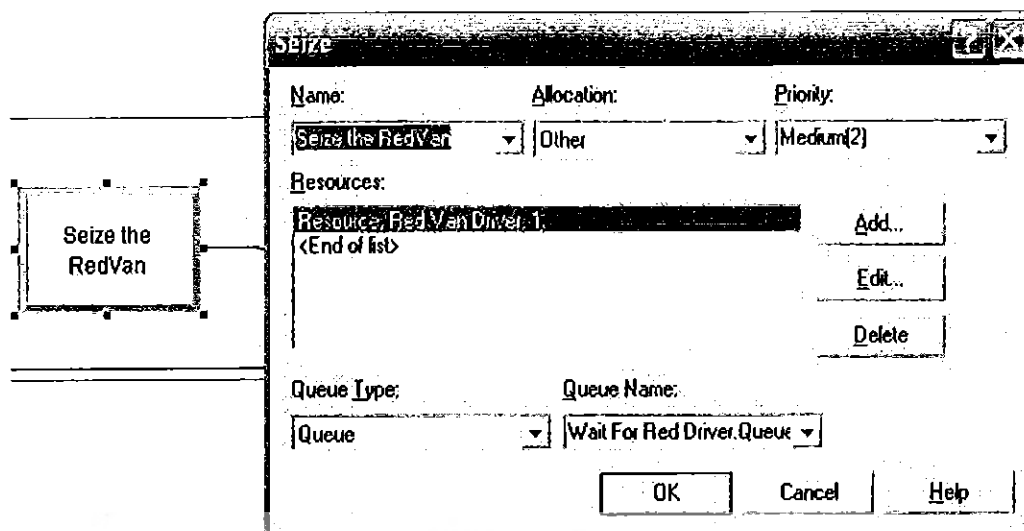 Seize
Name:
Allocation:
Priority:
Seize the RedVan
Other
Medium(2)
Resources:
Resource, Red Van Driver, 1,
<End of list>
Add...
Edit...
Delete
Seize the
RedVan
Queue Type:
Queue Name:
Queue
Wait For Red Driver.Queue
OK
Cancel
Help